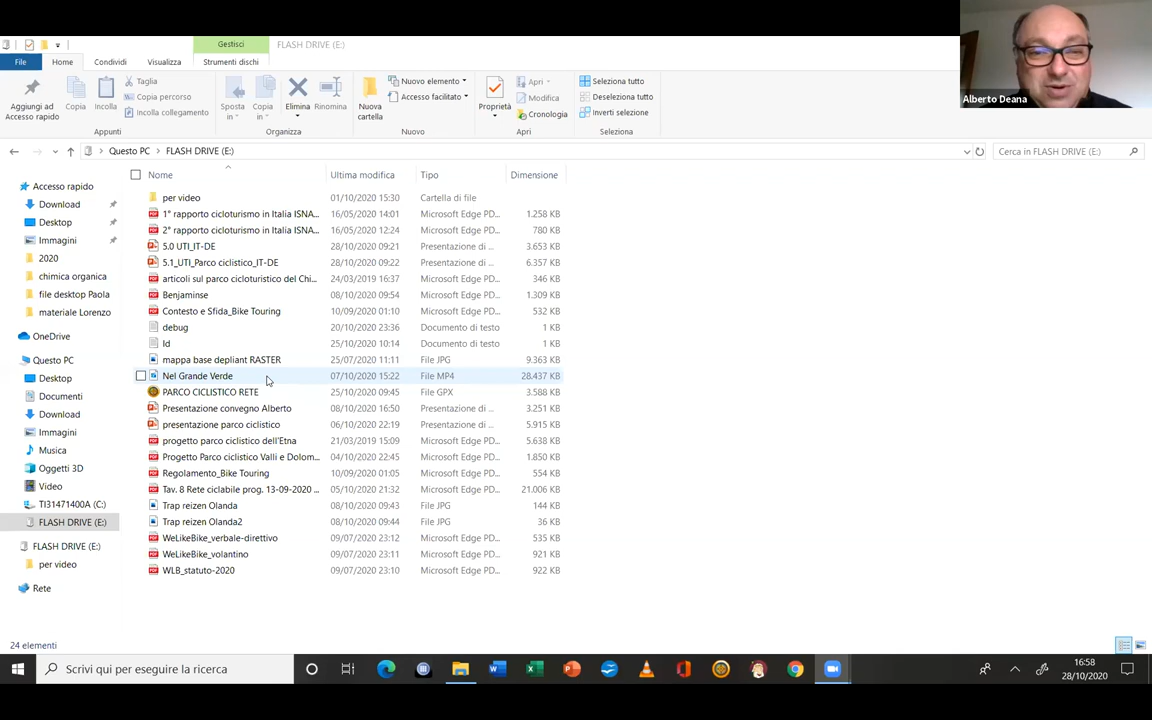 Gestisci FLASH DRIVE (E:)
File Home Condividi Visualizza Strumenti dischi
Aggiungi ad Accesso rapido
Copia
Incolla
Taglia
Copia percorso
Incolla collegamento
Appunti
Sposta in
Copia in
Elimina
Rinomina
Organizza
Nuova cartella
Nuovo elemento
Accesso facilitato
Nuovo
Proprietà
Apri
Modifica
Cronologia
Apri
Seleziona tutto
Deseleziona tutto
Inverti selezione
Selezione
Alberto Deana
Questo PC > FLASH DRIVE (E:)
Cerca in FLASH DRIVE (E:)
Accesso rapido
Download
Desktop
Immagini
2020
chimica organica
file desktop Paola
materiale Lorenzo
OneDrive
Questo PC
Desktop
Documenti
Download
Immagini
Musica
Oggetti 3D
Video
TI31471400A (C:)
FLASH DRIVE (E:)
FLASH DRIVE (E:)
per video
Rete
Nome Ultima modifica Tipo Dimensione
per video 01/10/2020 15:30 Cartella di file
1° rapporto cicloturismo in Italia ISNA... 16/05/2020 14:01 Microsoft Edge PD... 1.258 KB
2° rapporto cicloturismo in Italia ISNA... 16/05/2020 12:24 Microsoft Edge PD... 780 KB
5.0 UTI_IT-DE 28/10/2020 09:21 Presentazione di ... 3.653 KB
5.1_UTI_Parco ciclistico_IT-DE 28/10/2020 09:22 Presentazione di ... 6.357 KB
articoli sul parco cicloturistico del Chi... 24/03/2019 16:37 Microsoft Edge PD... 346 KB
Benjaminse 08/10/2020 09:54 Microsoft Edge PD... 1.309 KB
Contesto e Sfida_Bike Touring 10/09/2020 01:10 Microsoft Edge PD... 532 KB
debug 20/10/2020 23:36 Documento di testo 1 KB
Id 25/10/2020 10:14 Documento di testo 1 KB
mappa base depliant RASTER 25/07/2020 11:11 File JPG 9.363 KB
Nel Grande Verde 07/10/2020 15:22 File MP4 28.437 KB
PARCO CICLISTICO RETE 25/10/2020 09:45 File GPX 3.588 KB
Presentazione convegno Alberto 08/10/2020 16:50 Presentazione di ... 3.251 KB
presentazione parco ciclistico 06/10/2020 22:19 Presentazione di ... 5.915 KB
progetto parco ciclistico dell'Etna 21/03/2019 15:09 Microsoft Edge PD... 5.638 KB
Progetto Parco ciclistico Valli e Dolom... 04/10/2020 22:45 Microsoft Edge PD... 1.850 KB
Regolamento_Bike Touring 10/09/2020 01:05 Microsoft Edge PD... 554 KB
Tav. 8 Rete ciclabile prog. 13-09-2020 ... 05/10/2020 21:32 Microsoft Edge PD... 21.006 KB
Trap reizen Olanda 08/10/2020 09:43 File JPG 144 KB
Trap reizen Olanda2 08/10/2020 09:44 File JPG 36 KB
WeLikeBike_verbale-direttivo 09/07/2020 23:12 Microsoft Edge PD... 535 KB
WeLikeBike_volantino 09/07/2020 23:11 Microsoft Edge PD... 921 KB
WLB_statuto-2020 09/07/2020 23:10 Microsoft Edge PD... 922 KB
24 elementi
Scrivi qui per eseguire la ricerca
16:58
28/10/2020